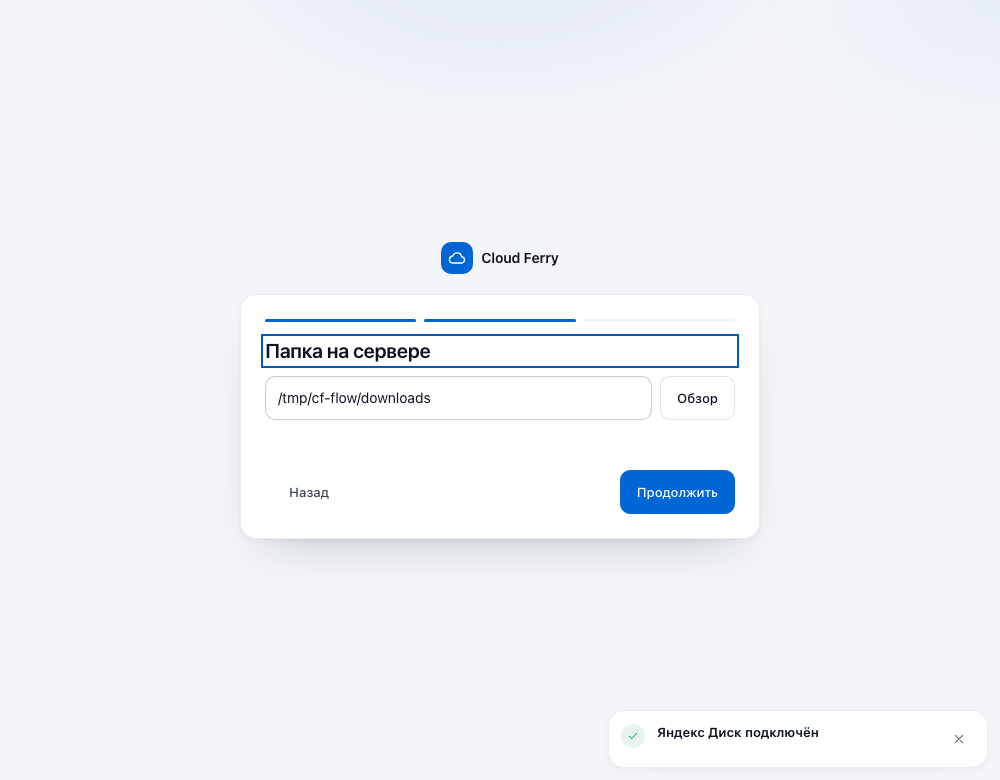 Cloud Ferry
Папка на сервере
/tmp/cf-flow/downloads
Обзор
Назад
Продолжить
Яндекс Диск подключён